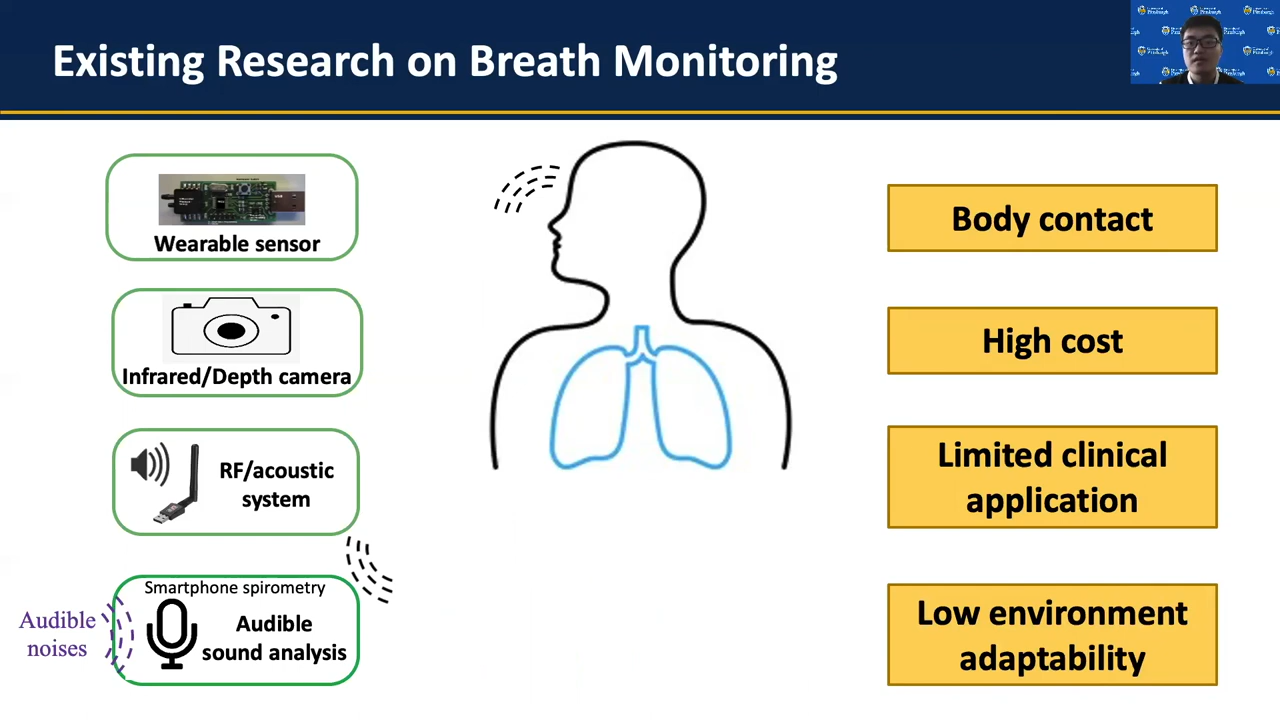 Existing Research on Breath Monitoring
Wearable sensor
Infrared/Depth camera
RF/acoustic
system
Smartphone spirometry
Audible
sound analysis
Audible
noises
Body contact
High cost
Limited clinical
application
Low environment
adaptability